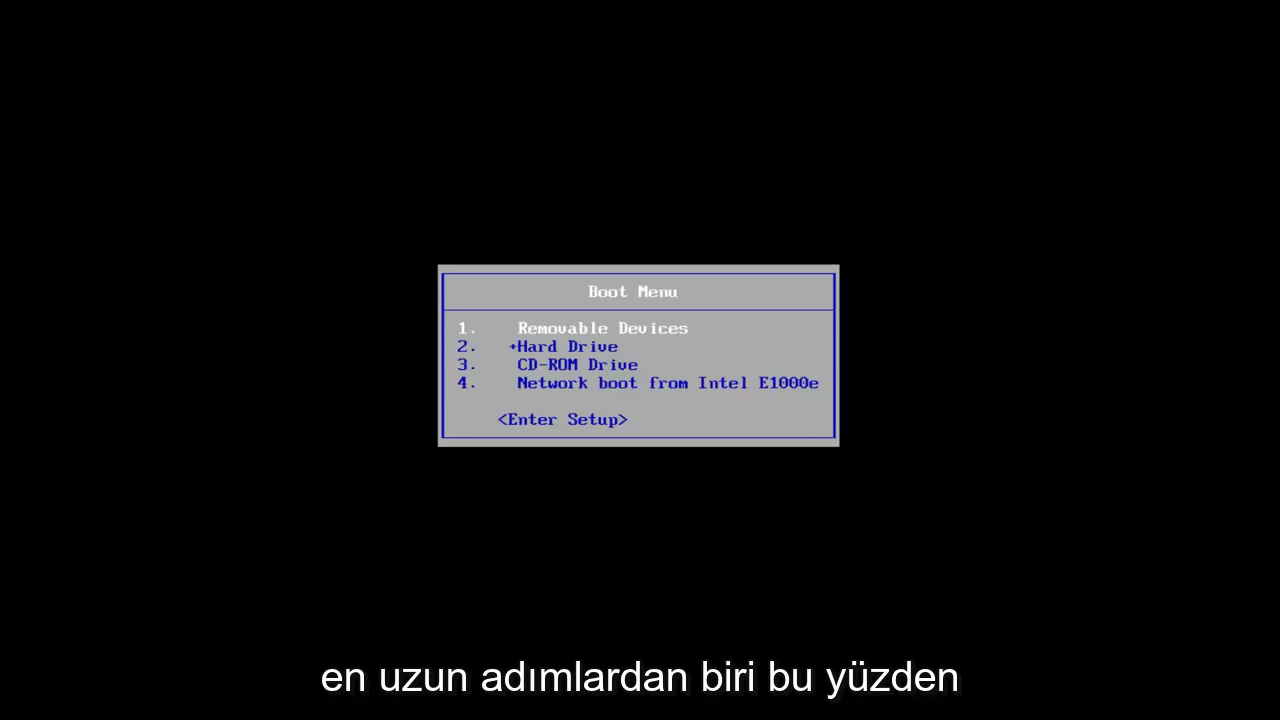 Boot Menu
1. Removable Devices
2. +Hard Drive
3. CD-ROM Drive
4. Network boot from Intel E1000e
<Enter Setup>
en uzun adımlardan biri bu yüzden